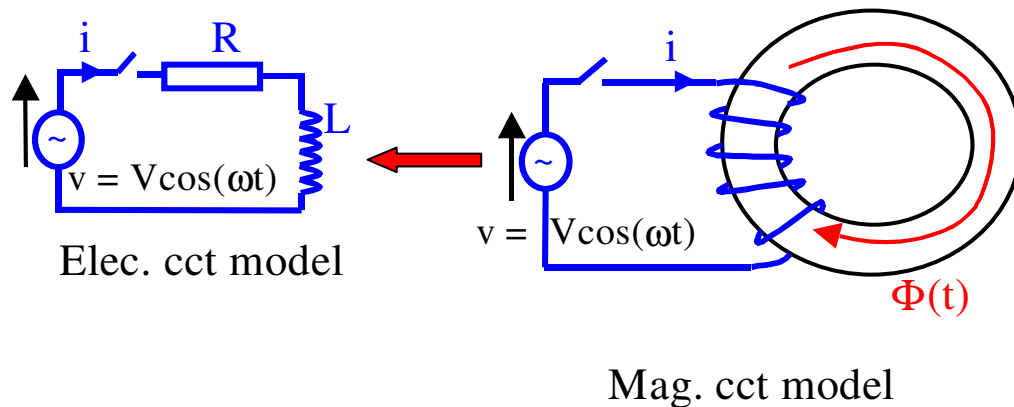 i
R
L
~
v = Vcos(ωt)
Elec. cct model
i
~
v = Vcos(ωt)
Φ(t)
Mag. cct model